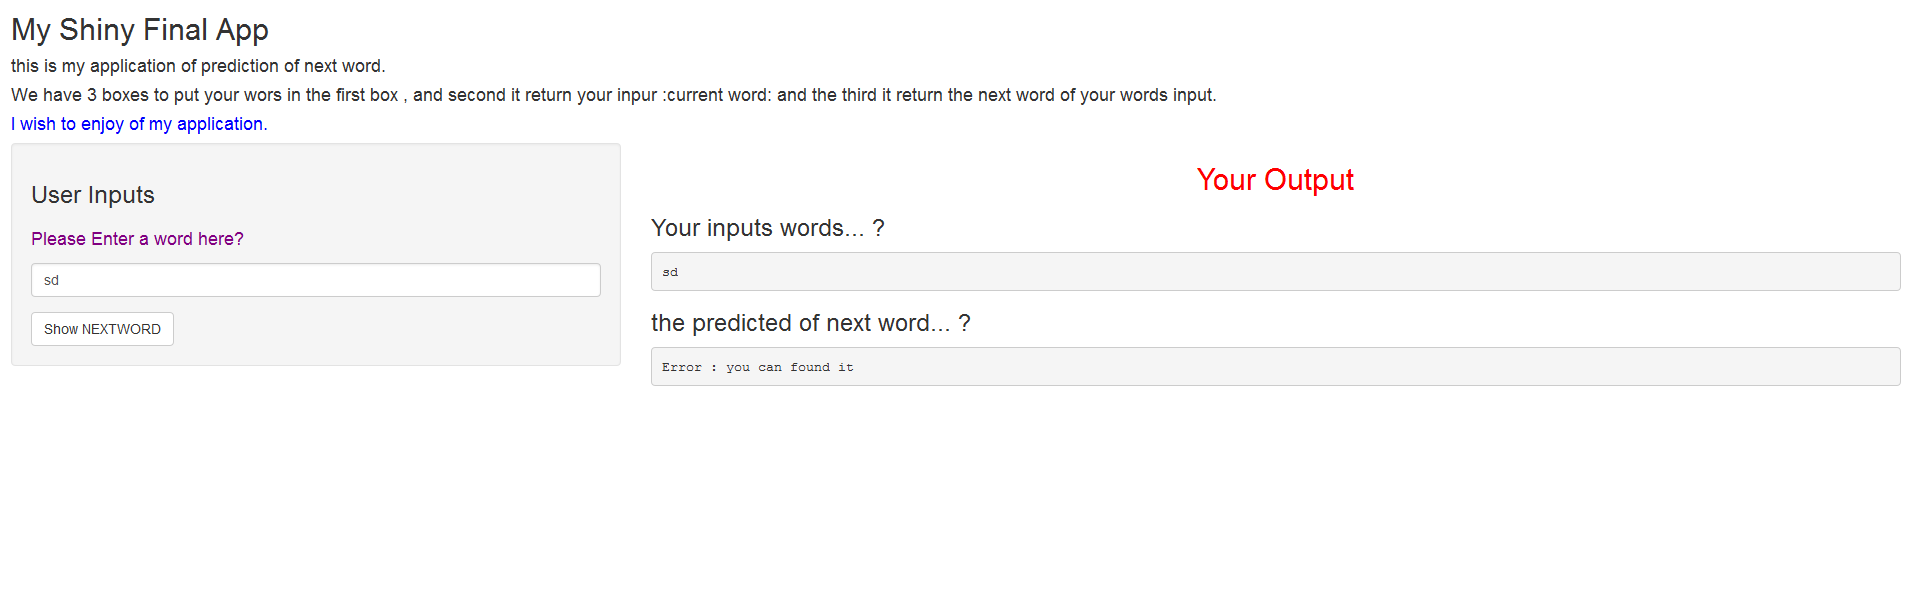 My Shiny Final App
this is my application of prediction of next word.
We have 3 boxes to put your wors in the first box , and second it return your inpur :current word: and the third it return the next word of your words input.
I wish to enjoy of my application.
User Inputs
Please Enter a word here?
sd
Show NEXTWORD
Your Output
Your inputs words... ?
sd
the predicted of next word... ?
Error : you can found it